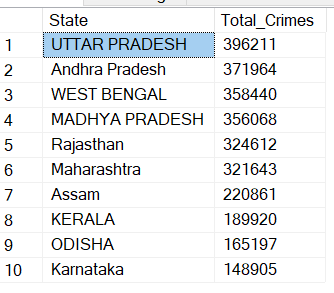 State Total_Crimes
1 UTTAR PRADESH 396211
2 Andhra Pradesh 371964
3 WEST BENGAL 358440
4 MADHYA PRADESH 356068
5 Rajasthan 324612
6 Maharashtra 321643
7 Assam 220861
8 KERALA 189920
9 ODISHA 165197
10 Karnataka 148905